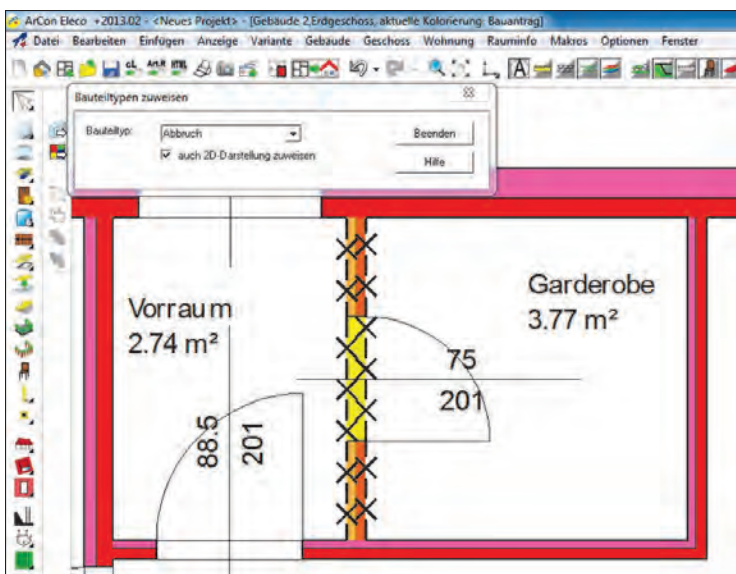 ArCon Eleco +2013.02 - <Neues Projekt> - [Gebäude 2,Erdgeschoss, aktuelle Kolorierung: Bauantrag]
Datei Bearbeiten Einfügen Anzeige Variante Gebäude Geschoss Wohnung Rauminfo Makros Optionen Fenster
Bauteiltypen zuweisen
Bauteiltyp: Abbruch Beenden
auch 2D-Darstellung zuweisen
Hilfe
Vorraum
2.74 m²
Garderobe
3.77 m²
75
201
88.5
201